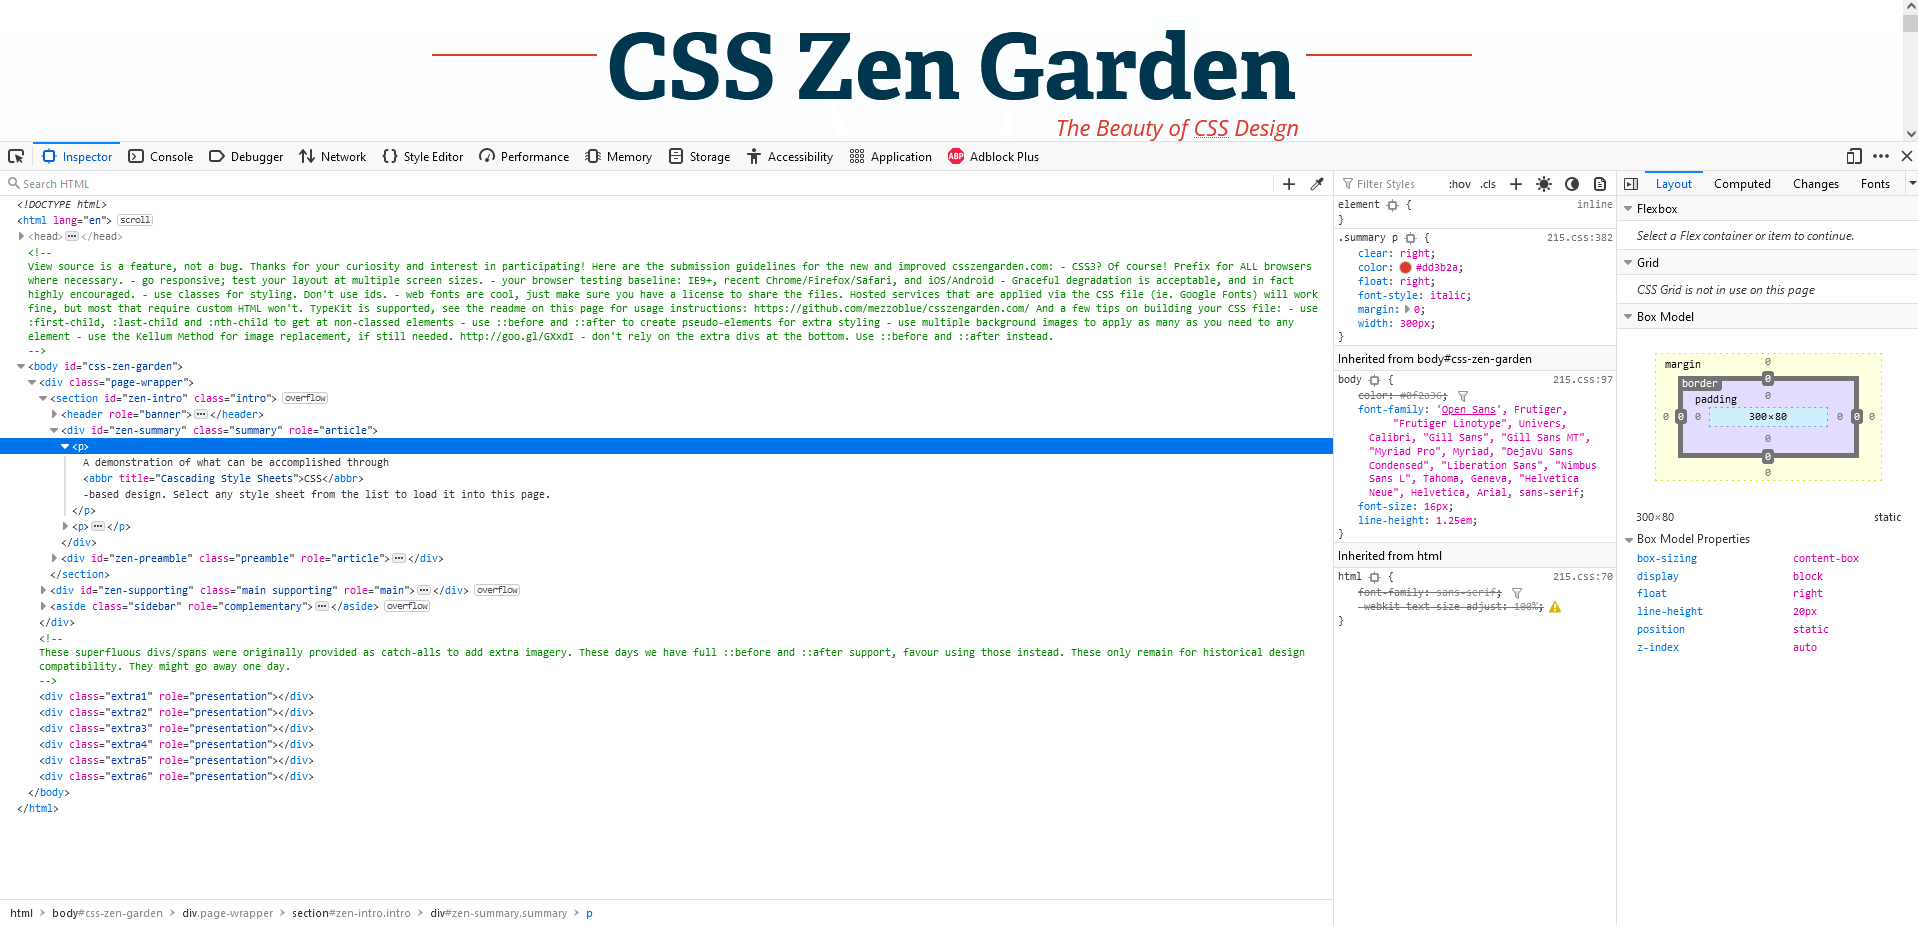 CSS Zen Garden
The Beauty of CSS Design
Inspector Console Debugger Network Style Editor Performance Memory Storage Accessibility Application ABP Adblock Plus
Search HTML
<!DOCTYPE html>
<html lang="en"> scroll
<head> ••• </head>
<!--
View source is a feature, not a bug. Thanks for your curiosity and interest in participating! Here are the submission guidelines for the new and improved csszengarden.com: - CSS3? Of course! Prefix for ALL browsers
where necessary. - go responsive; test your layout at multiple screen sizes. - your browser testing baseline: IE9+, recent Chrome/Firefox/Safari, and iOS/Android - Graceful degradation is acceptable, and in fact
highly encouraged. - use classes for styling. Don't use ids. - web fonts are cool, just make sure you have a license to share the files. Hosted services that are applied via the CSS file (ie. Google Fonts) will work
fine, but most that require custom HTML won't. TypeKit is supported, see the readme on this page for usage instructions: https://github.com/mezzoblue/csszengarden.com/ And a few tips on building your CSS file: - use
:first-child, :last-child and :nth-child to get at non-classed elements - use ::before and ::after to create pseudo-elements for extra styling - use multiple background images to apply as many as you need to any
element - use the Kellum Method for image replacement, if still needed. http://goo.gl/GXxdI - don't rely on the extra divs at the bottom. Use ::before and ::after instead.
-->
<body id="css-zen-garden">
<div class="page-wrapper">
<section id="zen-intro" class="intro"> overflow
<header role="banner"> ••• </header>
<div id="zen-summary" class="summary" role="article">
<p>
A demonstration of what can be accomplished through
<abbr title="Cascading Style Sheets">CSS</abbr>
-based design. Select any style sheet from the list to load it into this page.
</p>
<p> ••• </p>
</div>
<div id="zen-preamble" class="preamble" role="article"> ••• </div>
</section>
<div id="zen-supporting" class="main supporting" role="main"> ••• </div> overflow
<aside class="sidebar" role="complementary"> ••• </aside> overflow
</div>
<!--
These superfluous divs/spans were originally provided as catch-alls to add extra imagery. These days we have full ::before and ::after support, favour using those instead. These only remain for historical design
compatibility. They might go away one day.
-->
<div class="extra1" role="presentation"></div>
<div class="extra2" role="presentation"></div>
<div class="extra3" role="presentation"></div>
<div class="extra4" role="presentation"></div>
<div class="extra5" role="presentation"></div>
<div class="extra6" role="presentation"></div>
</body>
</html>
html > body#css-zen-garden > div.page-wrapper > section#zen-intro.intro > div#zen-summary.summary > p
Filter Styles :hov .cls +
element { inline
}
.summary p { 215.css:382
clear: right;
color: #dd3b2a;
float: right;
font-style: italic;
margin: 0;
width: 300px;
}
Inherited from body#css-zen-garden
body { 215.css:97
color: #0f2a36;
font-family: 'Open Sans', Frutiger,
"Frutiger Linotype", Univers,
Calibri, "Gill Sans", "Gill Sans MT",
"Myriad Pro", Myriad, "DejaVu Sans
Condensed", "Liberation Sans", "Nimbus
Sans L", Tahoma, Geneva, "Helvetica
Neue", Helvetica, Arial, sans-serif;
font-size: 16px;
line-height: 1.25em;
}
Inherited from html
html { 215.css:70
font-family: sans-serif;
-webkit-text-size-adjust: 100%;
}
Layout Computed Changes Fonts
Flexbox
Select a Flex container or item to continue.
Grid
CSS Grid is not in use on this page
Box Model
margin 0
border 0
padding 0
0 0 0 300×80 0 0 0
0
0
0
300×80 static
Box Model Properties
box-sizing content-box
display block
float right
line-height 20px
position static
z-index auto